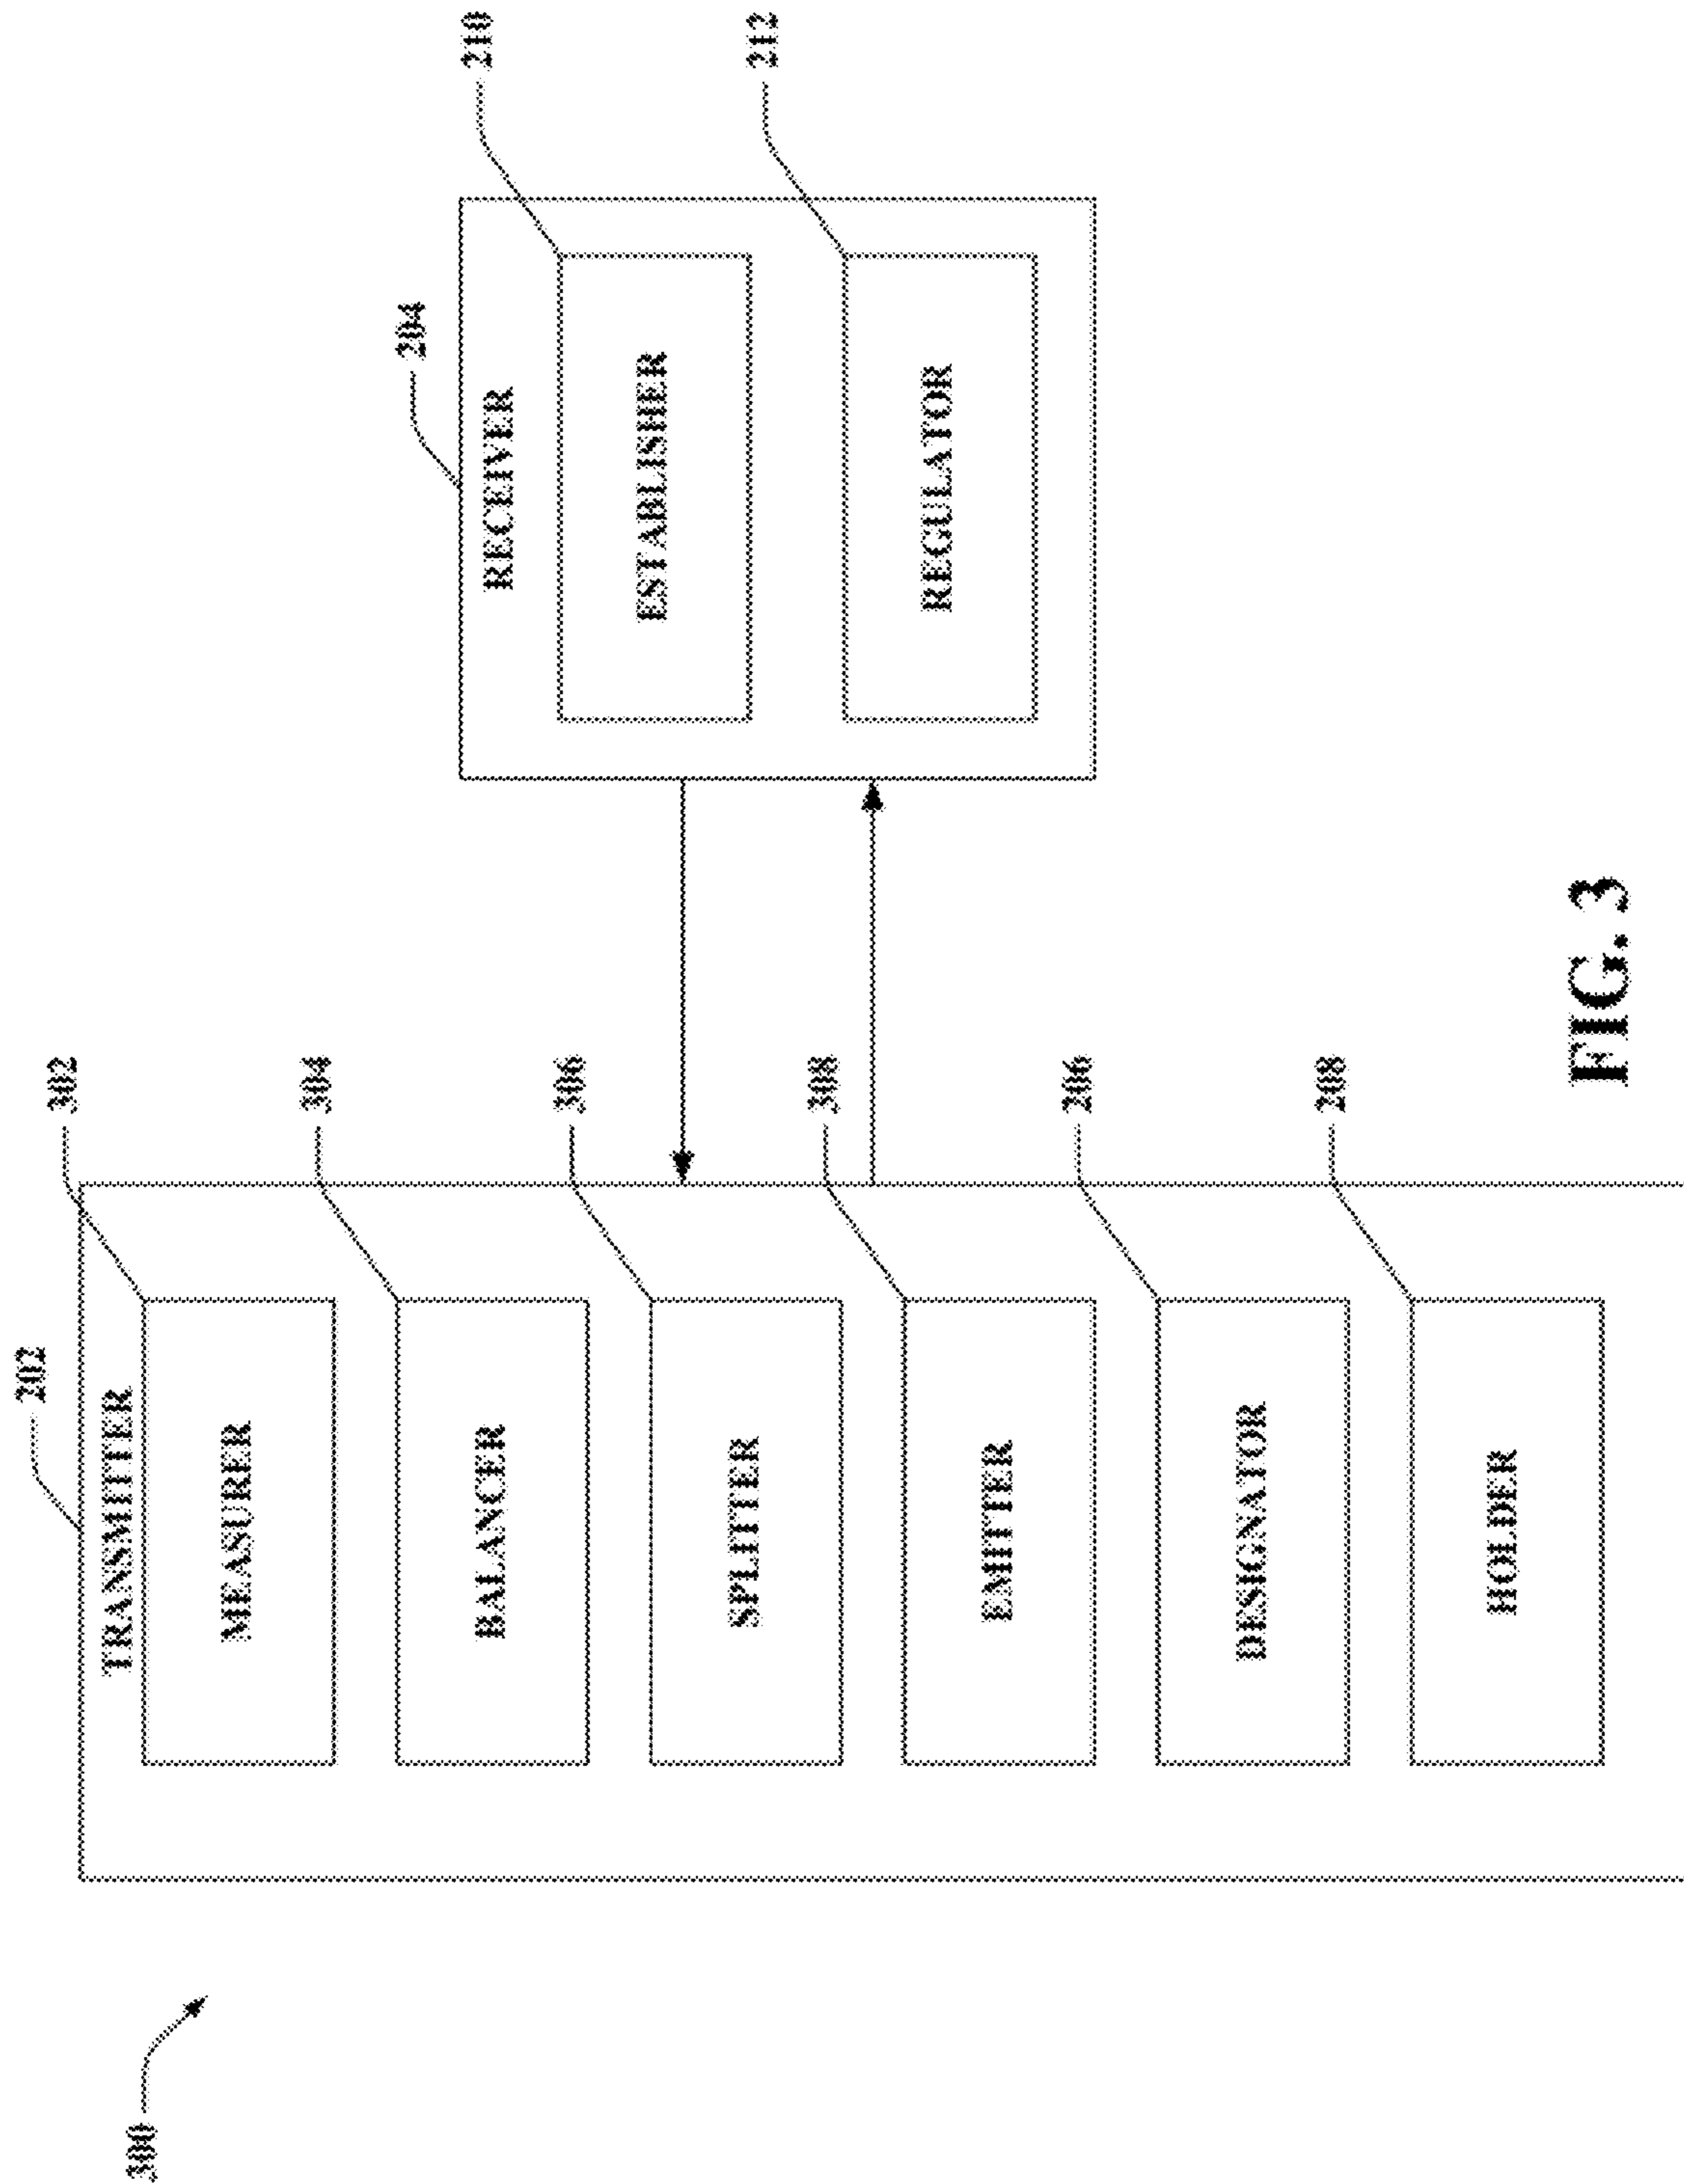 300
202
TRANSMITTER
302
MEASURER
304
BALANCER
306
SPLITTER
308
EMITTER
206
DESIGNATOR
208
HOLDER
204
RECEIVER
210
ESTABLISHER
212
REGULATOR
FIG. 3